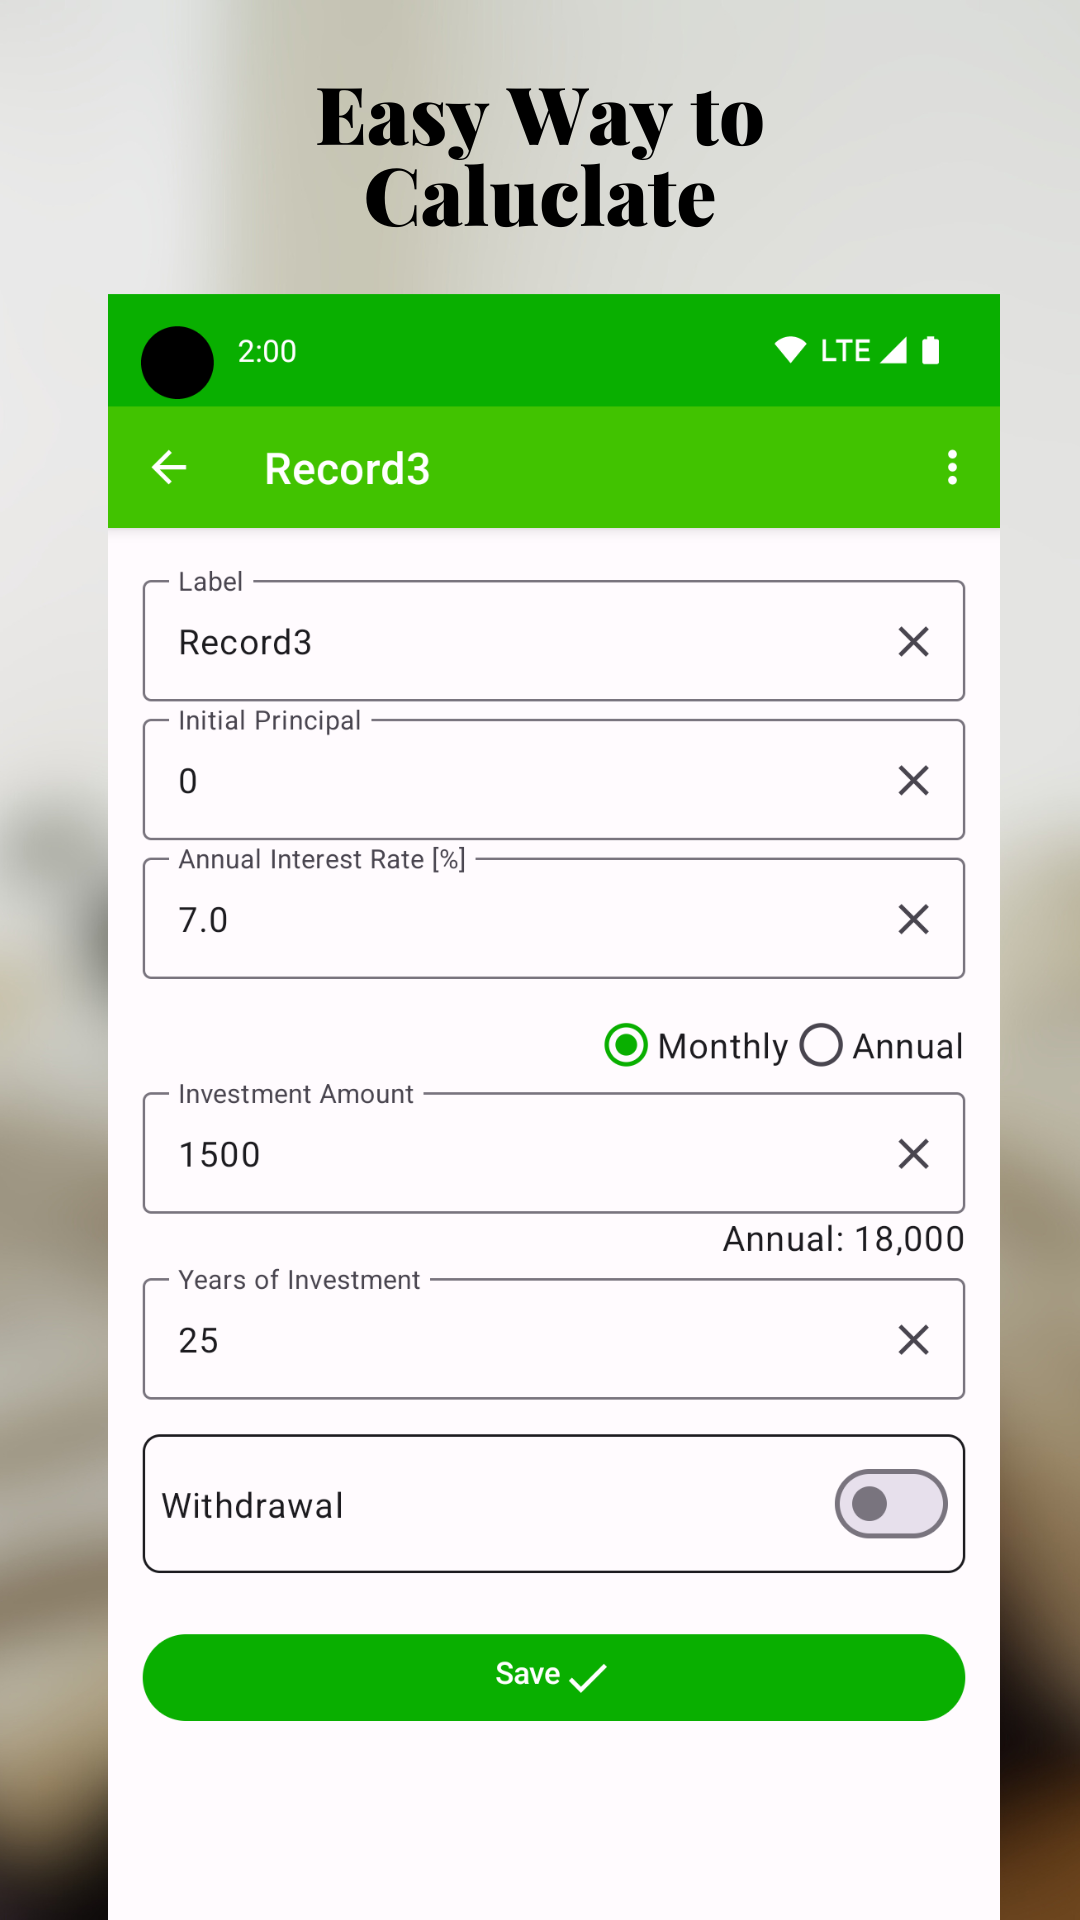 Easy Way to
Caluclate
2:00 LTE
Record3
Label
Record3
Initial Principal
0
Annual Interest Rate [%]
7.0
Monthly Annual
Investment Amount
1500
Annual: 18,000
Years of Investment
25
Withdrawal
Save